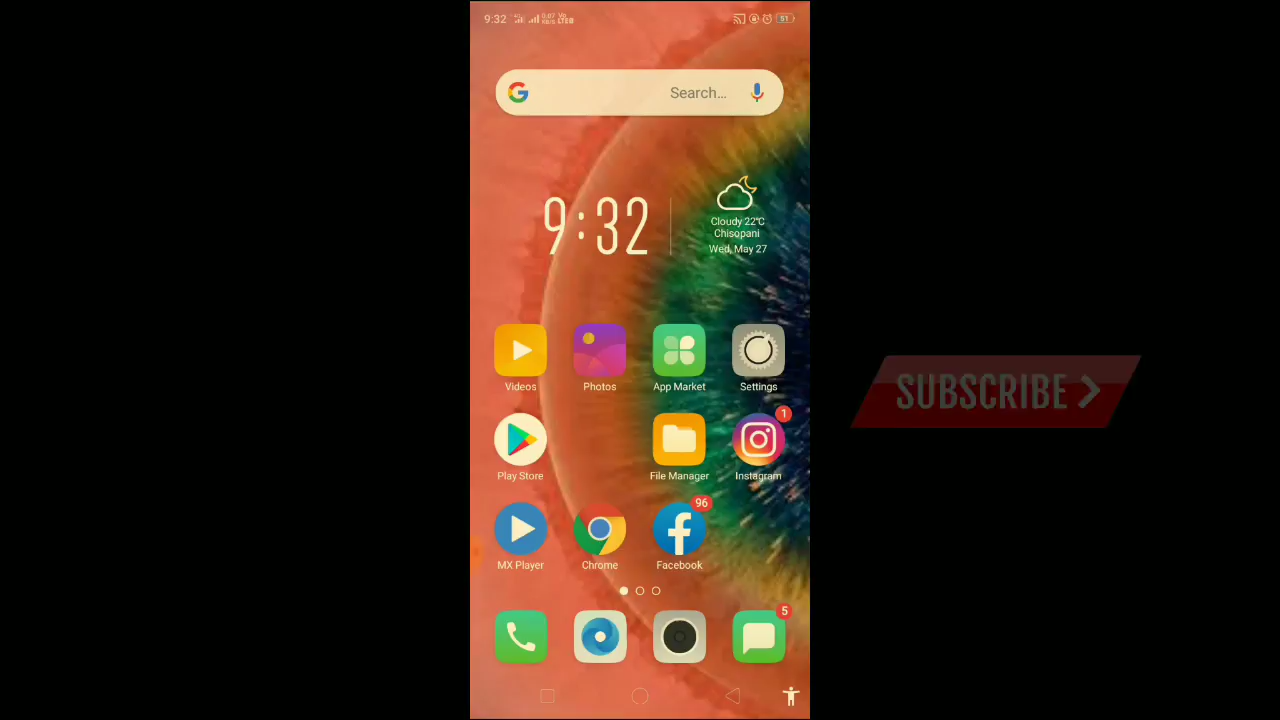 9:32
51
Search...
9:32
Cloudy 22°C
Chisopani
Wed, May 27
Videos
Photos
App Market
Settings
SUBSCRIBE
1
Play Store
File Manager
Instagram
96
MX Player
Chrome
Facebook
5